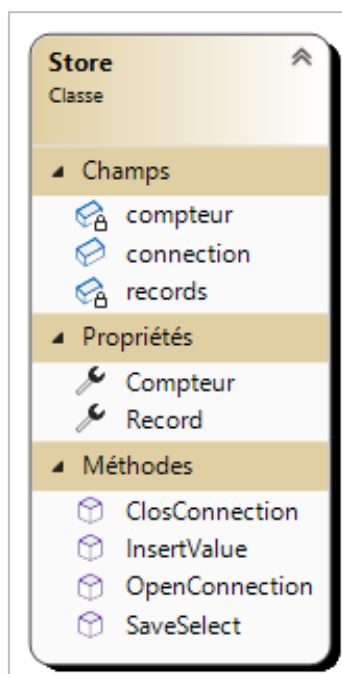 Store
Classe
Champs
compteur
connection
records
Propriétés
Compteur
Record
Méthodes
ClosConnection
InsertValue
OpenConnection
SaveSelect